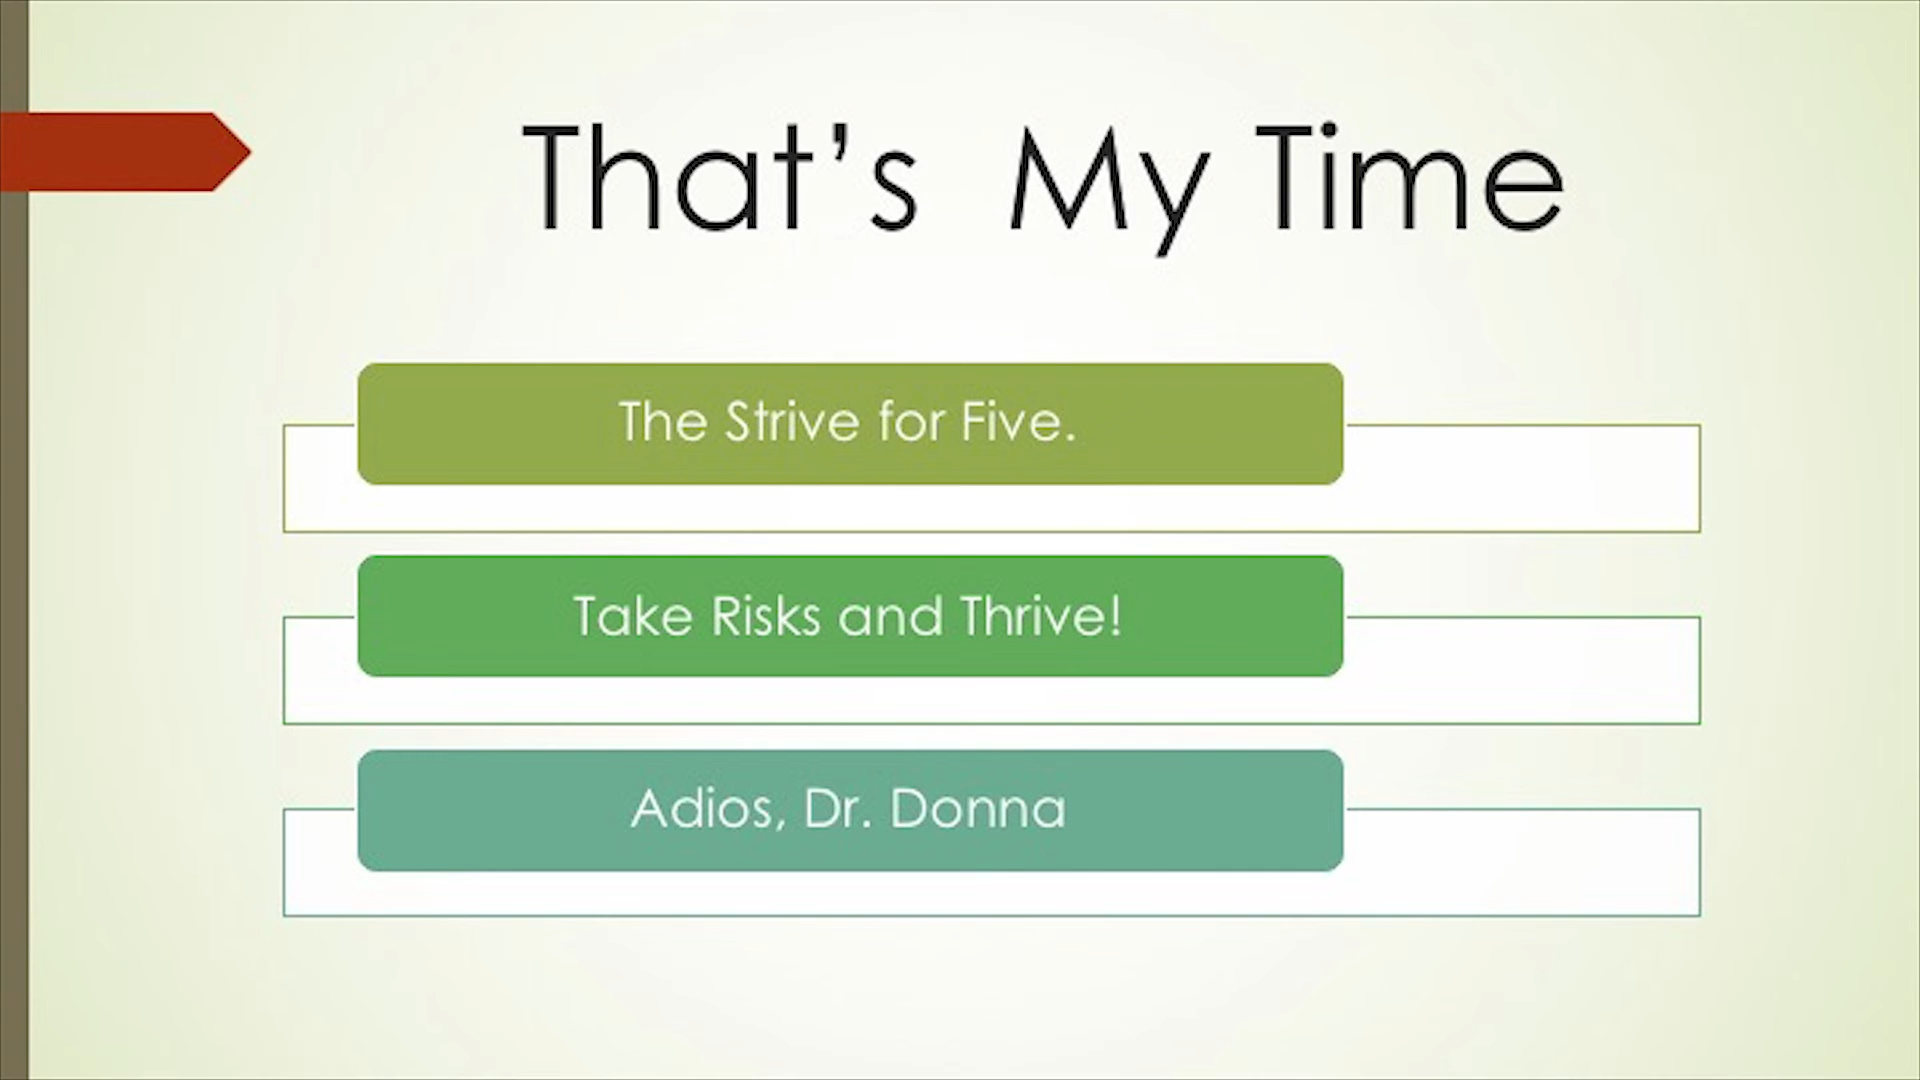 That’s  My Time
The Strive for Five.
Take Risks and Thrive!
Adios, Dr. Donna